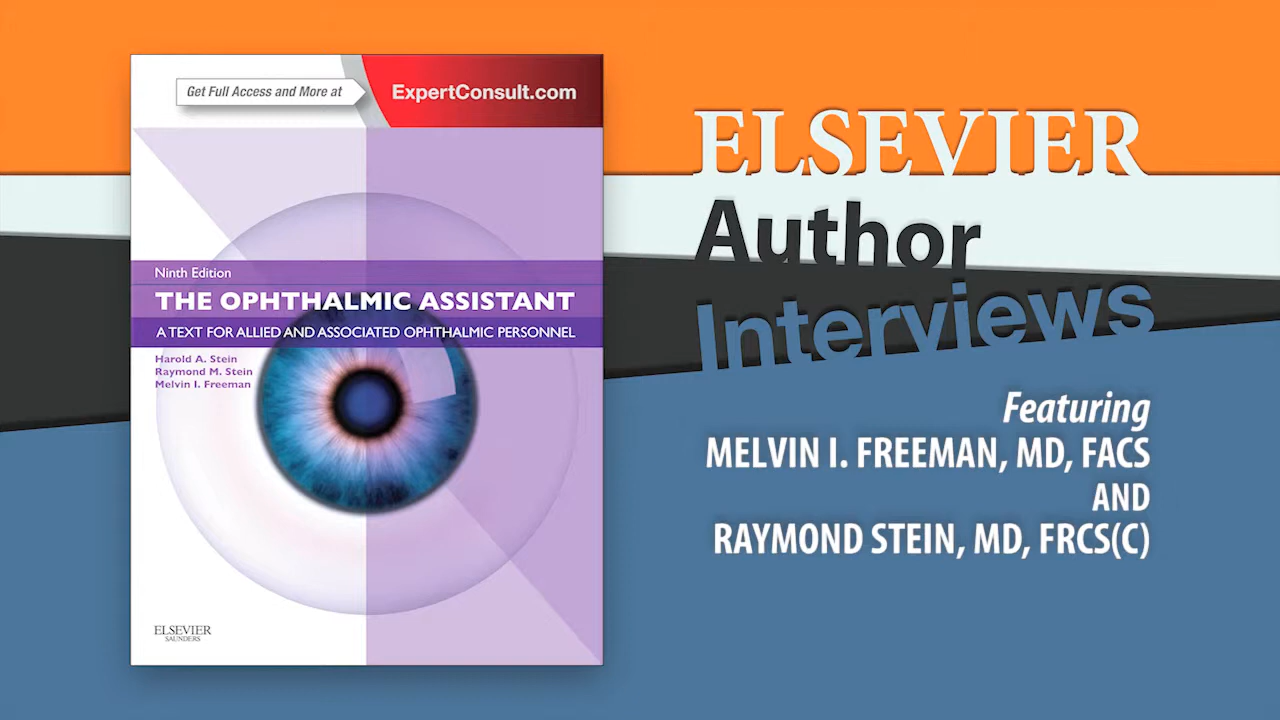 Get Full Access and More at
ExpertConsult.com
Ninth Edition
THE OPHTHALMIC ASSISTANT
A TEXT FOR ALLIED AND ASSOCIATED OPHTHALMIC PERSONNEL
Harold A. Stein
Raymond M. Stein
Melvin I. Freeman
ELSEVIER
SAUNDERS
ELSEVIER
Author
Interviews
Featuring
MELVIN I. FREEMAN, MD, FACS
AND
RAYMOND STEIN, MD, FRCS(C)